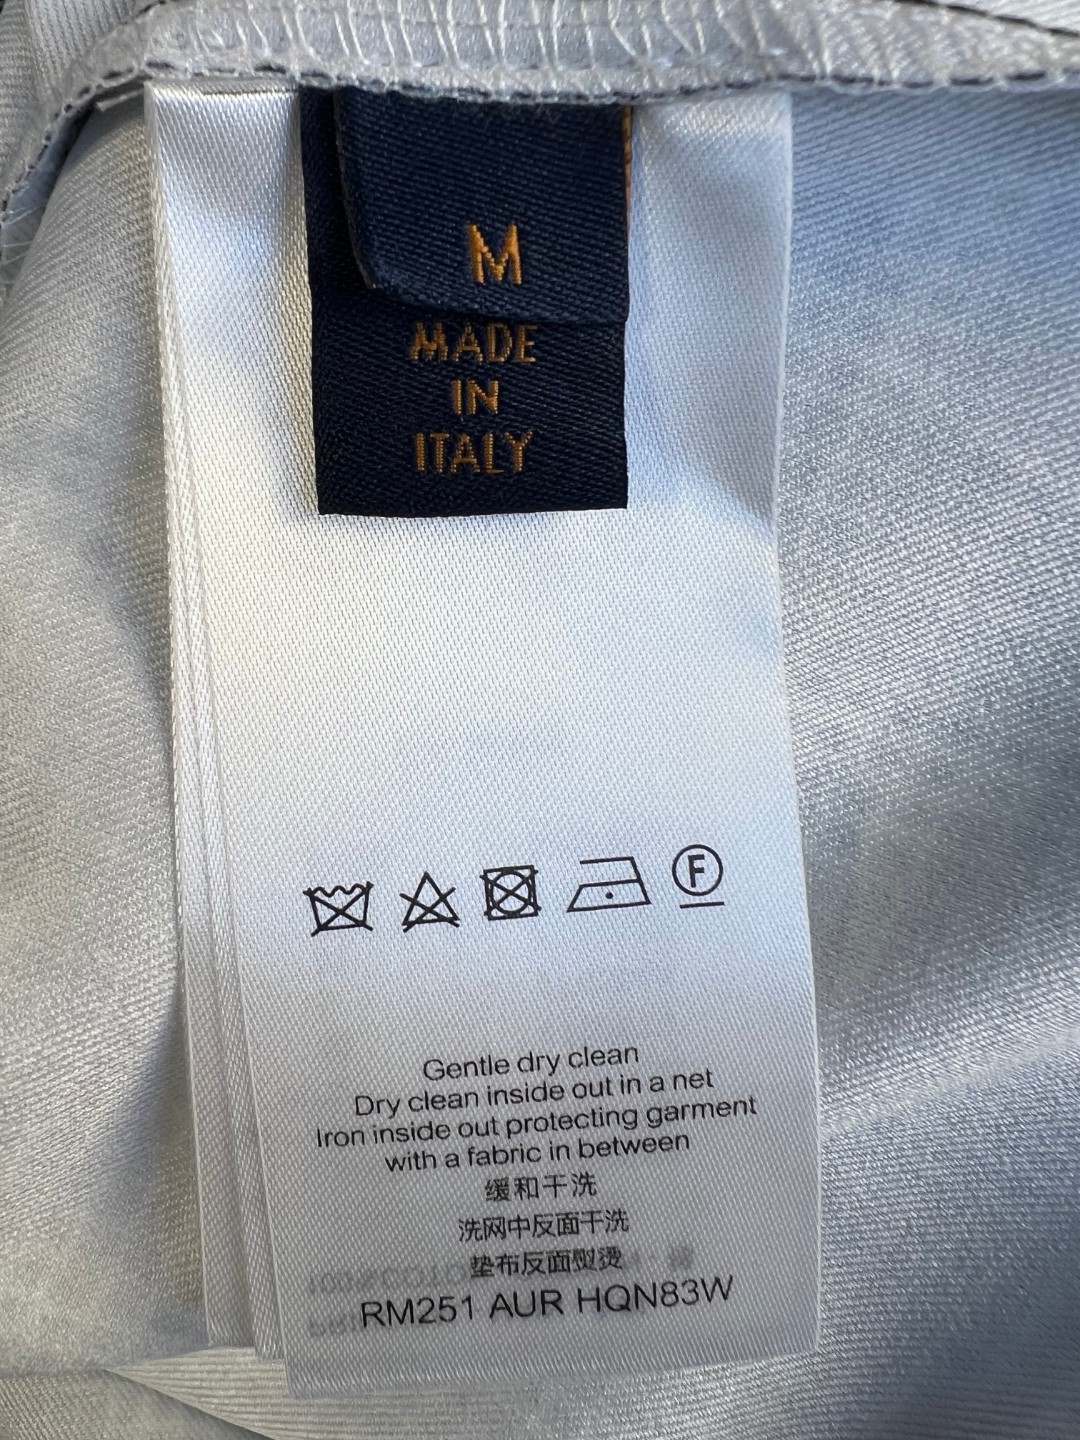 M
MADE
IN
ITALY
F
Gentle dry clean
Dry clean inside out in a net
Iron inside out protecting garment
with a fabric in between
缓和干洗
洗网中反面干洗
垫布反面熨烫
RM251 AUR HQN83W